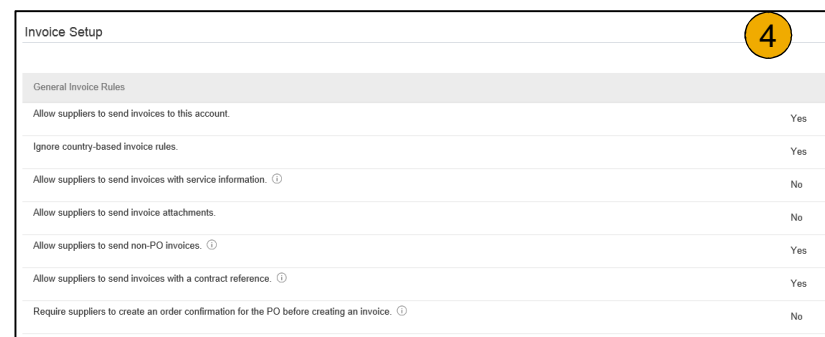 Invoice Setup
4
General Invoice Rules
Allow suppliers to send invoices to this account.
Yes
Ignore country-based invoice rules.
Yes
Allow suppliers to send invoices with service information.
No
Allow suppliers to send invoice attachments.
No
Allow suppliers to send non-PO invoices.
Yes
Allow suppliers to send invoices with a contract reference.
Yes
Require suppliers to create an order confirmation for the PO before creating an invoice.
No